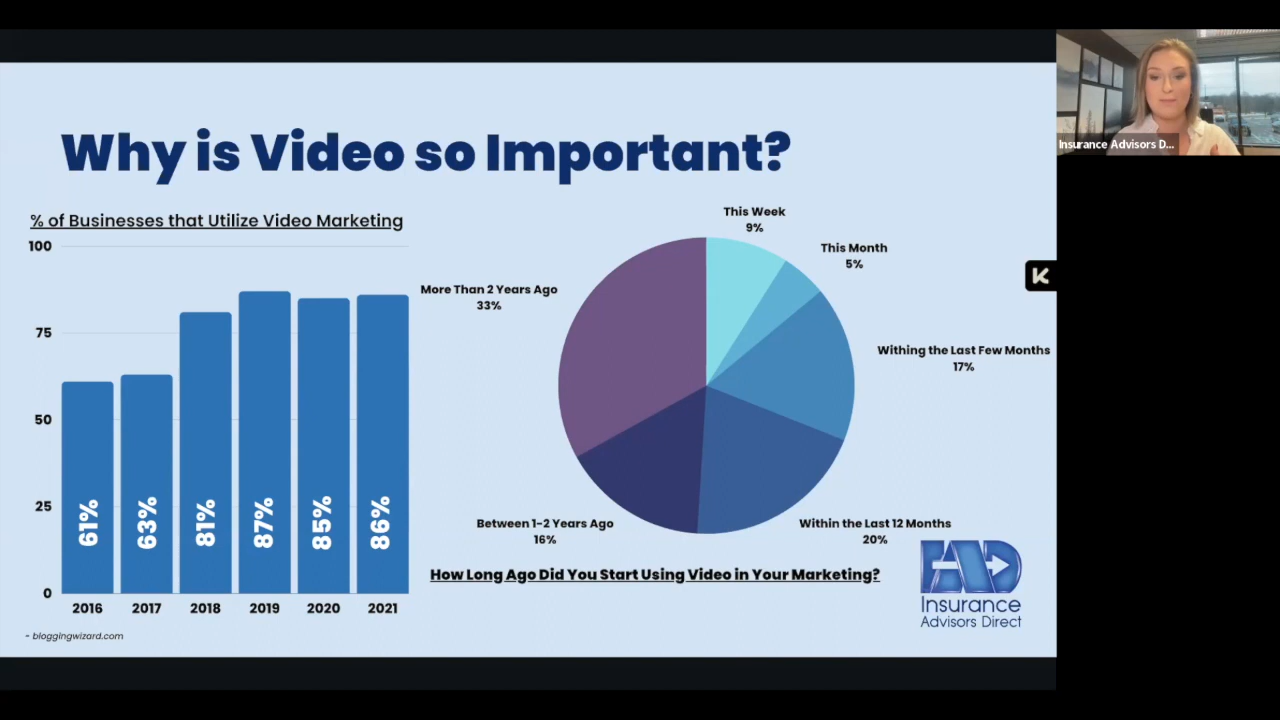 Why is Video so Important?
% of Businesses that Utilize Video Marketing
100
75
50
25
0
61%
63%
81%
87%
85%
86%
2016
2017
2018
2019
2020
2021
- bloggingwizard.com
This Week
9%
This Month
5%
Withing the Last Few Months
17%
Within the Last 12 Months
20%
Between 1-2 Years Ago
16%
More Than 2 Years Ago
33%
How Long Ago Did You Start Using Video in Your Marketing?
IAD
Insurance
Advisors Direct
K
Insurance Advisors D...